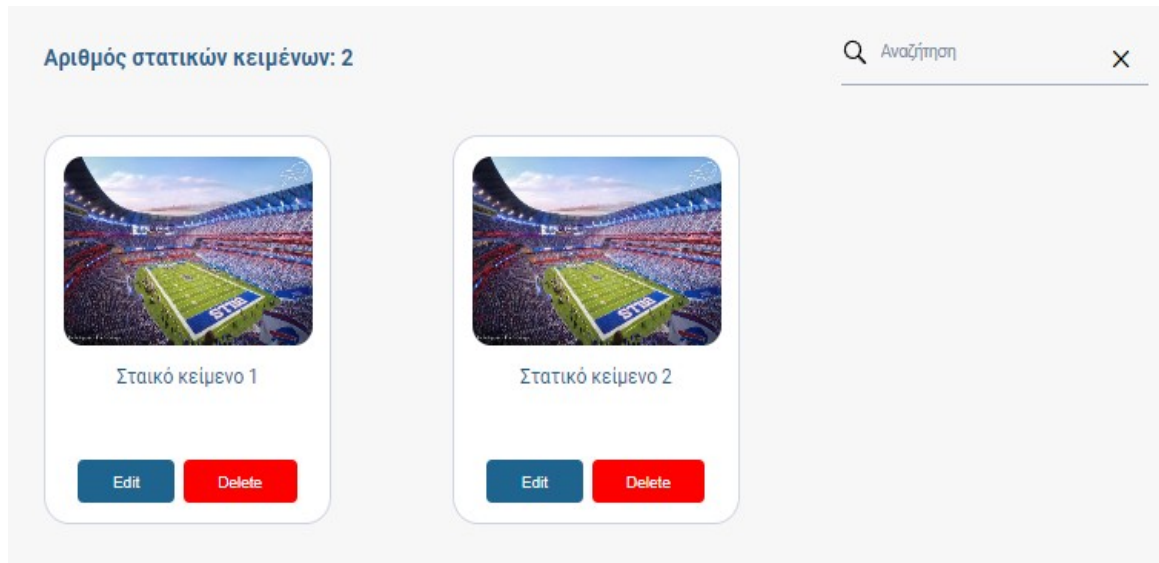 Αριθμός στατικών κειμένων: 2
Αναζήτηση
BILLS
BILLS
Σταικό κείμενο 1
Στατικό κείμενο 2
Edit
Delete
Edit
Delete